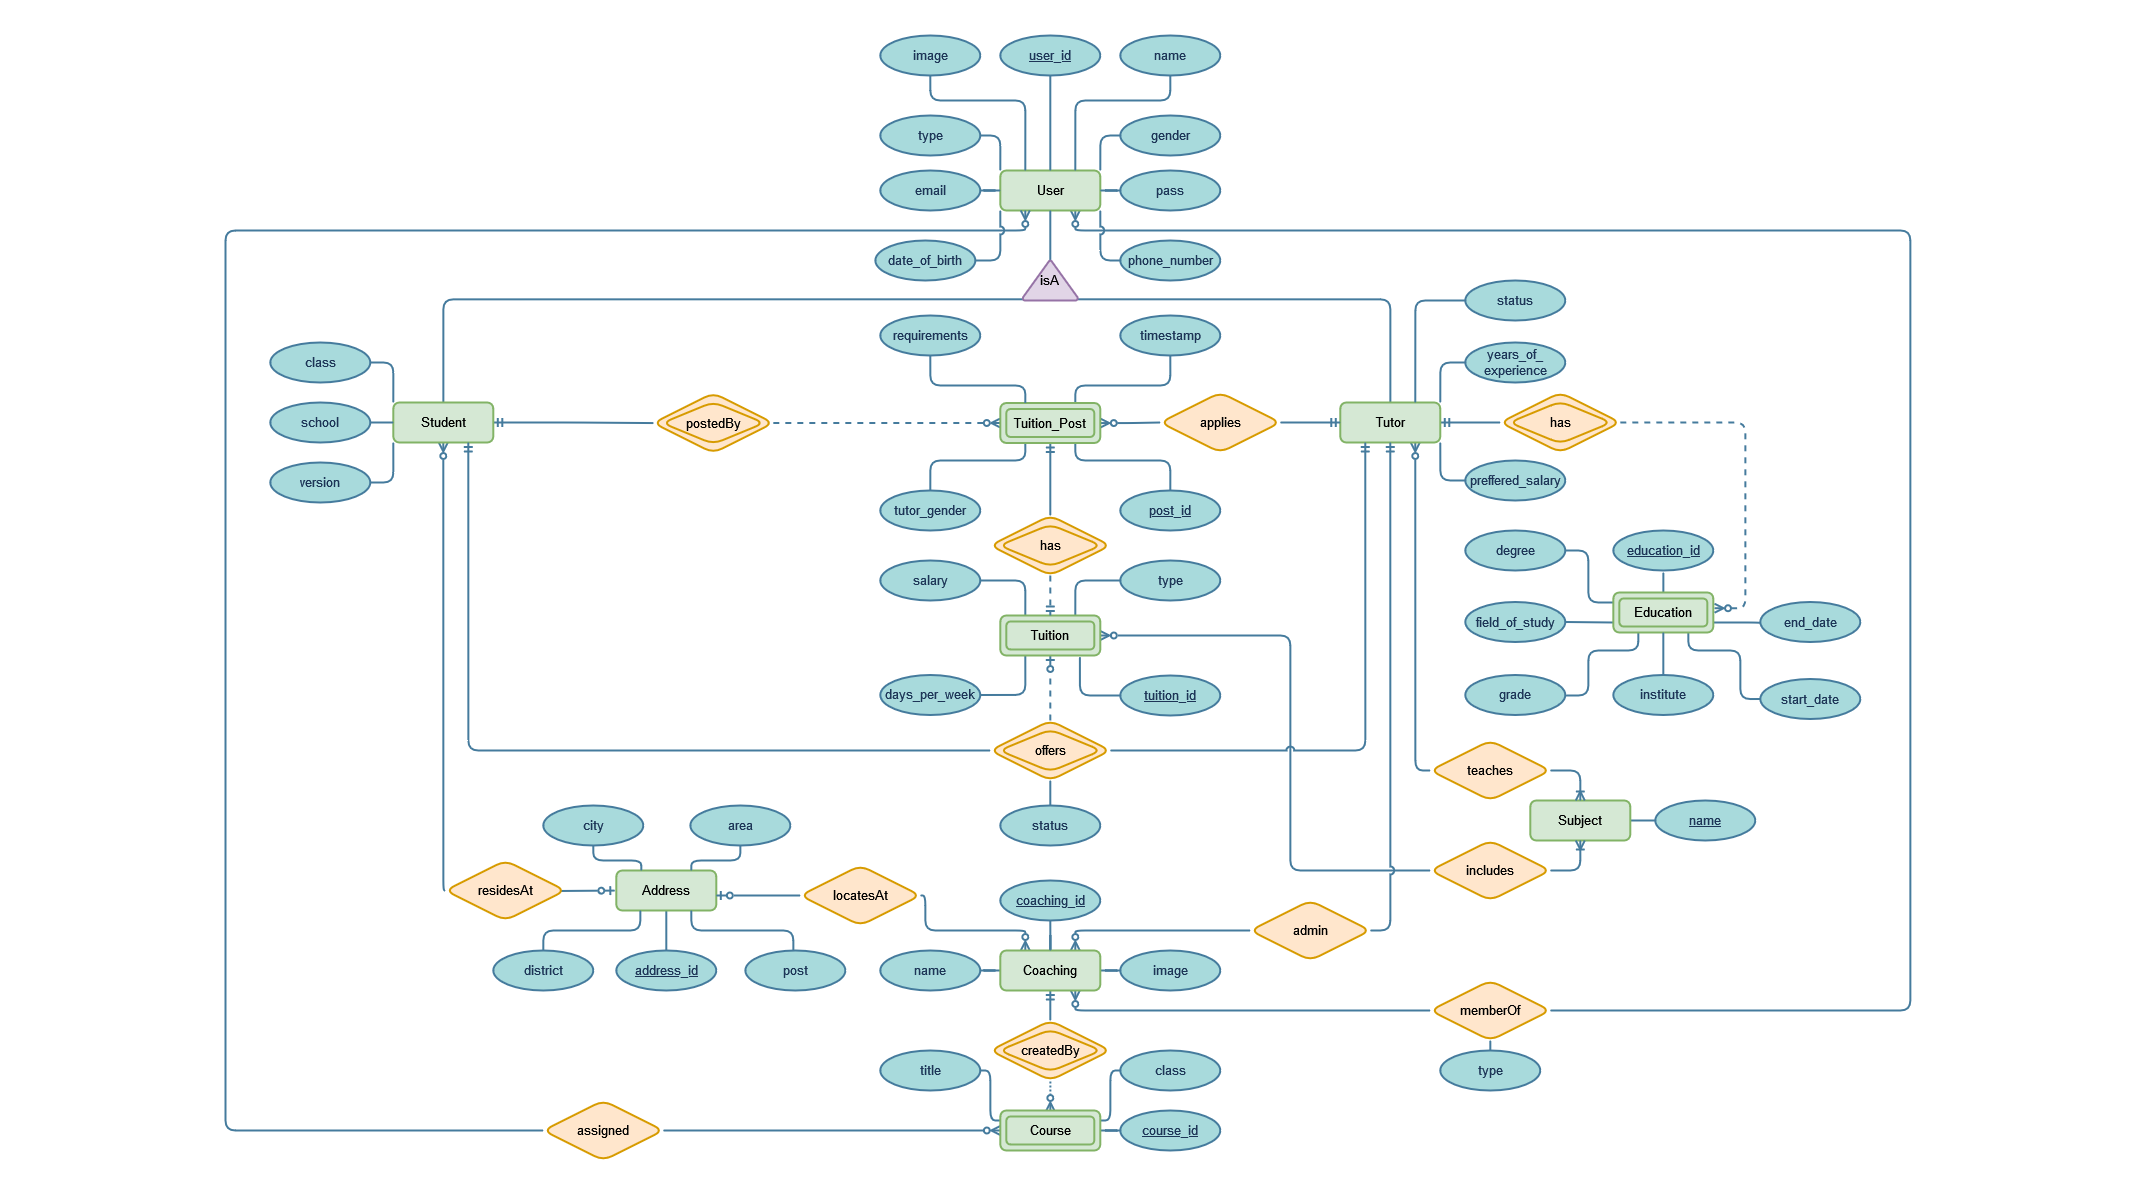 image
user_id
name
type
gender
email
User
pass
date_of_birth
phone_number
isA
status
requirements
timestamp
class
years_of_
experience
school
Student
postedBy
Tuition_Post
applies
Tutor
has
version
preffered_salary
tutor_gender
post_id
has
degree
education_id
salary
type
Education
field_of_study
end_date
Tuition
days_per_week
tuition_id
grade
institute
start_date
offers
teaches
city
area
status
Subject
name
residesAt
Address
locatesAt
includes
coaching_id
admin
district
address_id
post
name
Coaching
image
memberOf
createdBy
title
class
type
assigned
Course
course_id